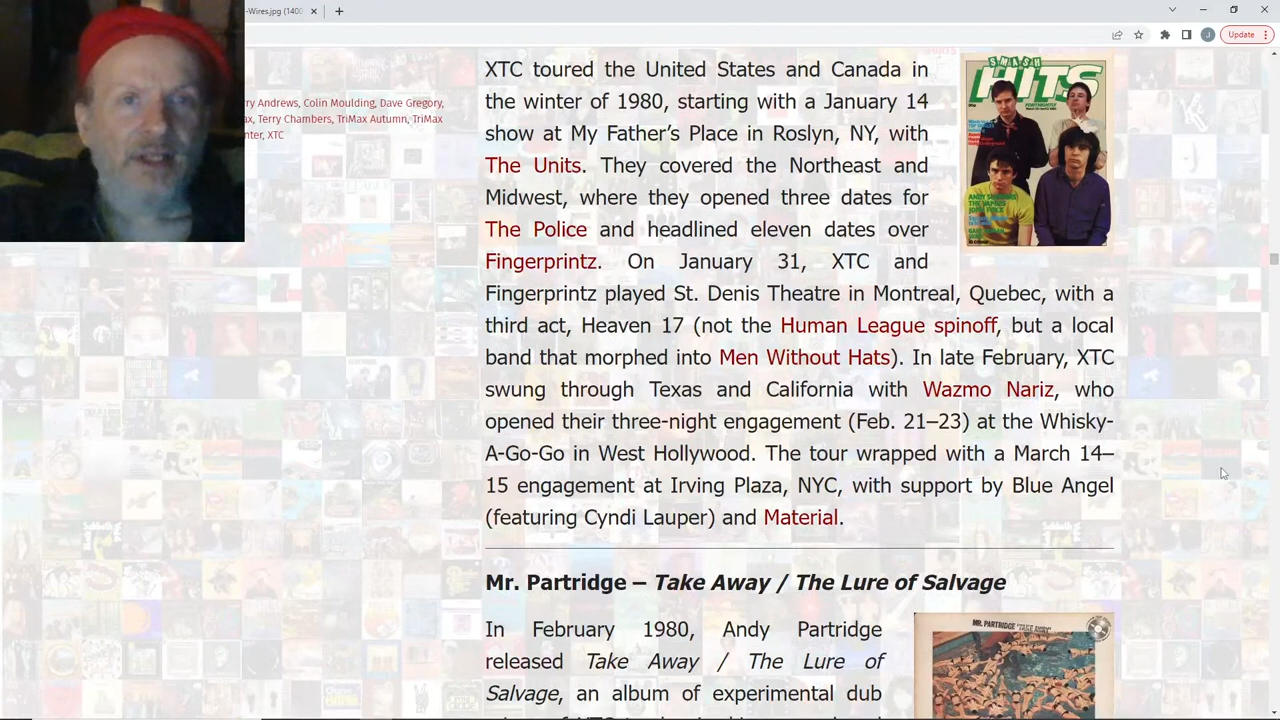 -Wires.jpg (1400
Update
ry Andrews, Colin Moulding, Dave Gregory,
ax, Terry Chambers, TriMax Autumn, TriMax
nter, XTC
XTC toured the United States and Canada in
the winter of 1980, starting with a January 14
show at My Father’s Place in Roslyn, NY, with
The Units. They covered the Northeast and
Midwest, where they opened three dates for
The Police and headlined eleven dates over
Fingerprintz. On January 31, XTC and
Fingerprintz played St. Denis Theatre in Montreal, Quebec, with a
third act, Heaven 17 (not the Human League spinoff, but a local
band that morphed into Men Without Hats). In late February, XTC
swung through Texas and California with Wazmo Nariz, who
opened their three-night engagement (Feb. 21–23) at the Whisky-
A-Go-Go in West Hollywood. The tour wrapped with a March 14–
15 engagement at Irving Plaza, NYC, with support by Blue Angel
(featuring Cyndi Lauper) and Material.
SMASH
HITS
FORTNIGHTLY
Mr. Partridge – Take Away / The Lure of Salvage
In February 1980, Andy Partridge
released Take Away / The Lure of
Salvage, an album of experimental dub
MR. PARTRIDGE